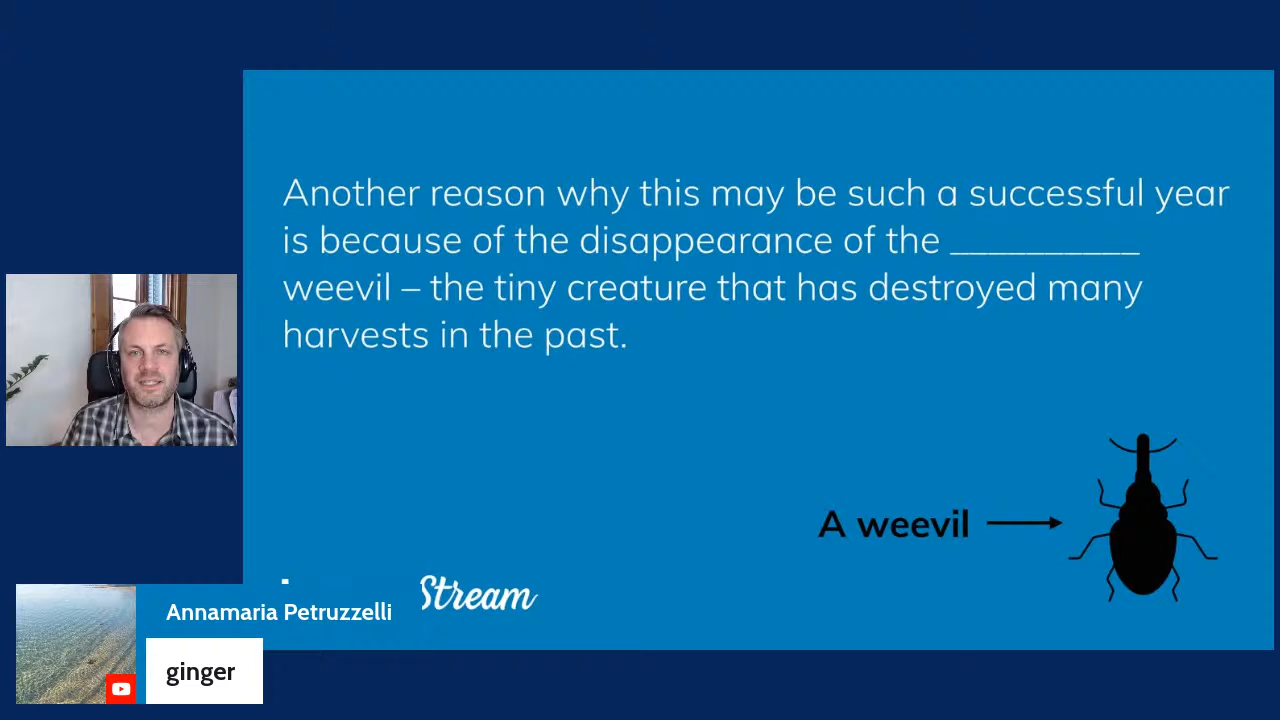 Another reason why this may be such a successful year
is because of the disappearance of the __________
weevil – the tiny creature that has destroyed many
harvests in the past.
A weevil
Stream
Annamaria Petruzzelli
ginger